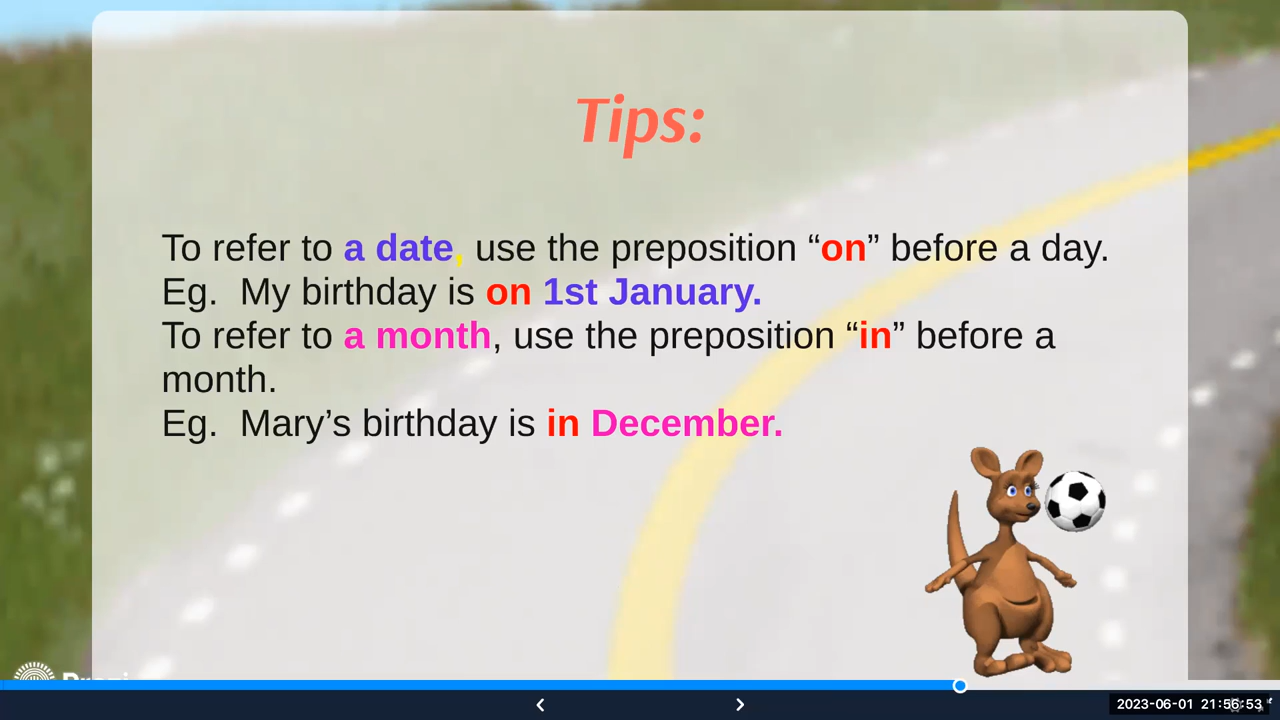 Tips:
To refer to a date, use the preposition “on” before a day.
Eg.  My birthday is on 1st January.
To refer to a month, use the preposition “in” before a
month.
Eg.  Mary’s birthday is in December.
2023-06-01 21:56:53